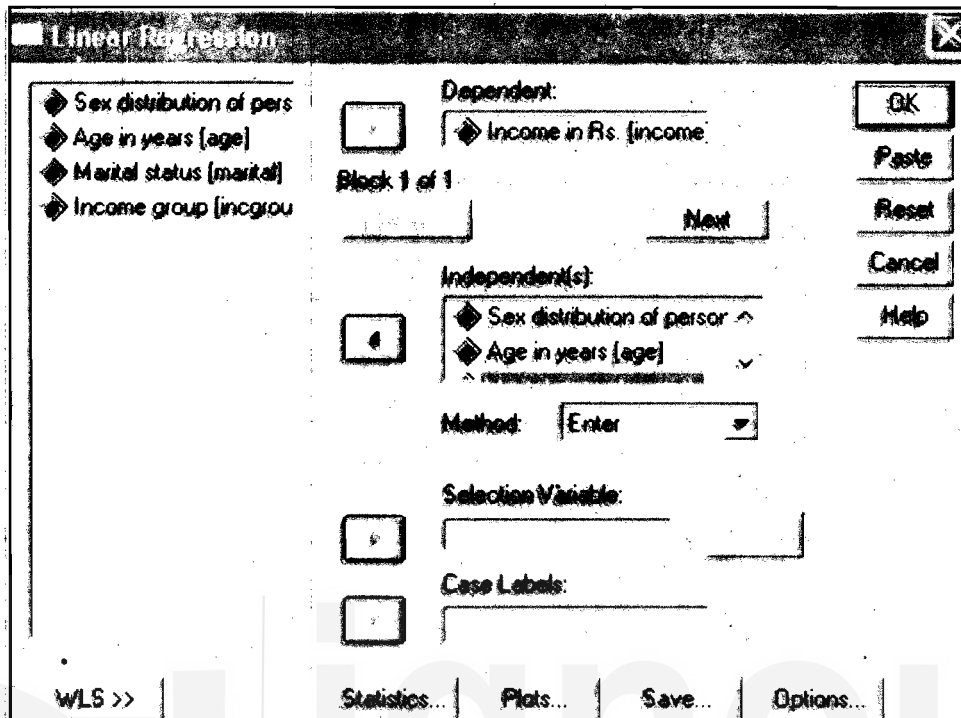 Linear Regression
Sex distribution of pers
Age in years [age]
Marital status [marital]
Income group [incgrou
Dependent:
Income in Rs. [income
Block 1 of 1
Next
Independent(s):
Sex distribution of person
Age in years [age]
Method: Enter
Selection Variable:
Case Labels:
OK
Paste
Reset
Cancel
Help
WLS >>
Statistics...
Plots...
Save...
Options...